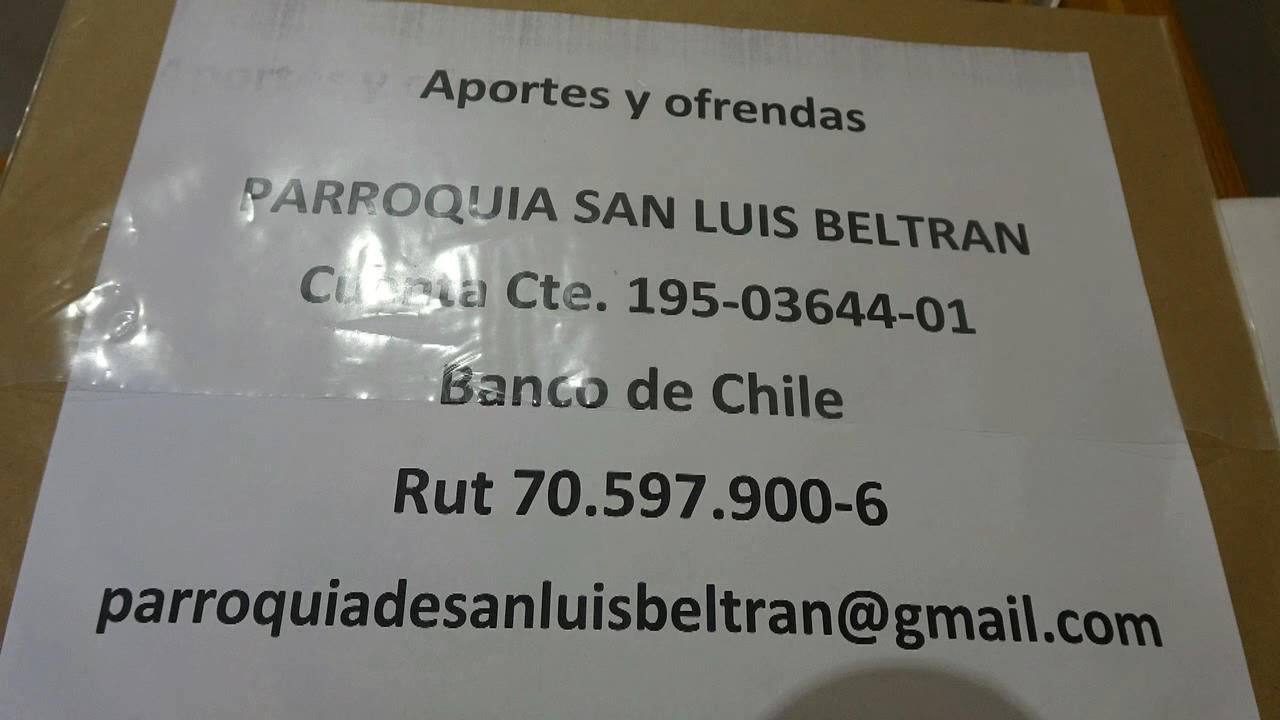 Aportes y ofrendas
PARROQUIA SAN LUIS BELTRAN
Cuenta Cte. 195-03644-01
Banco de Chile
Rut 70.597.900-6
parroquiadesanluisbeltran@gmail.com